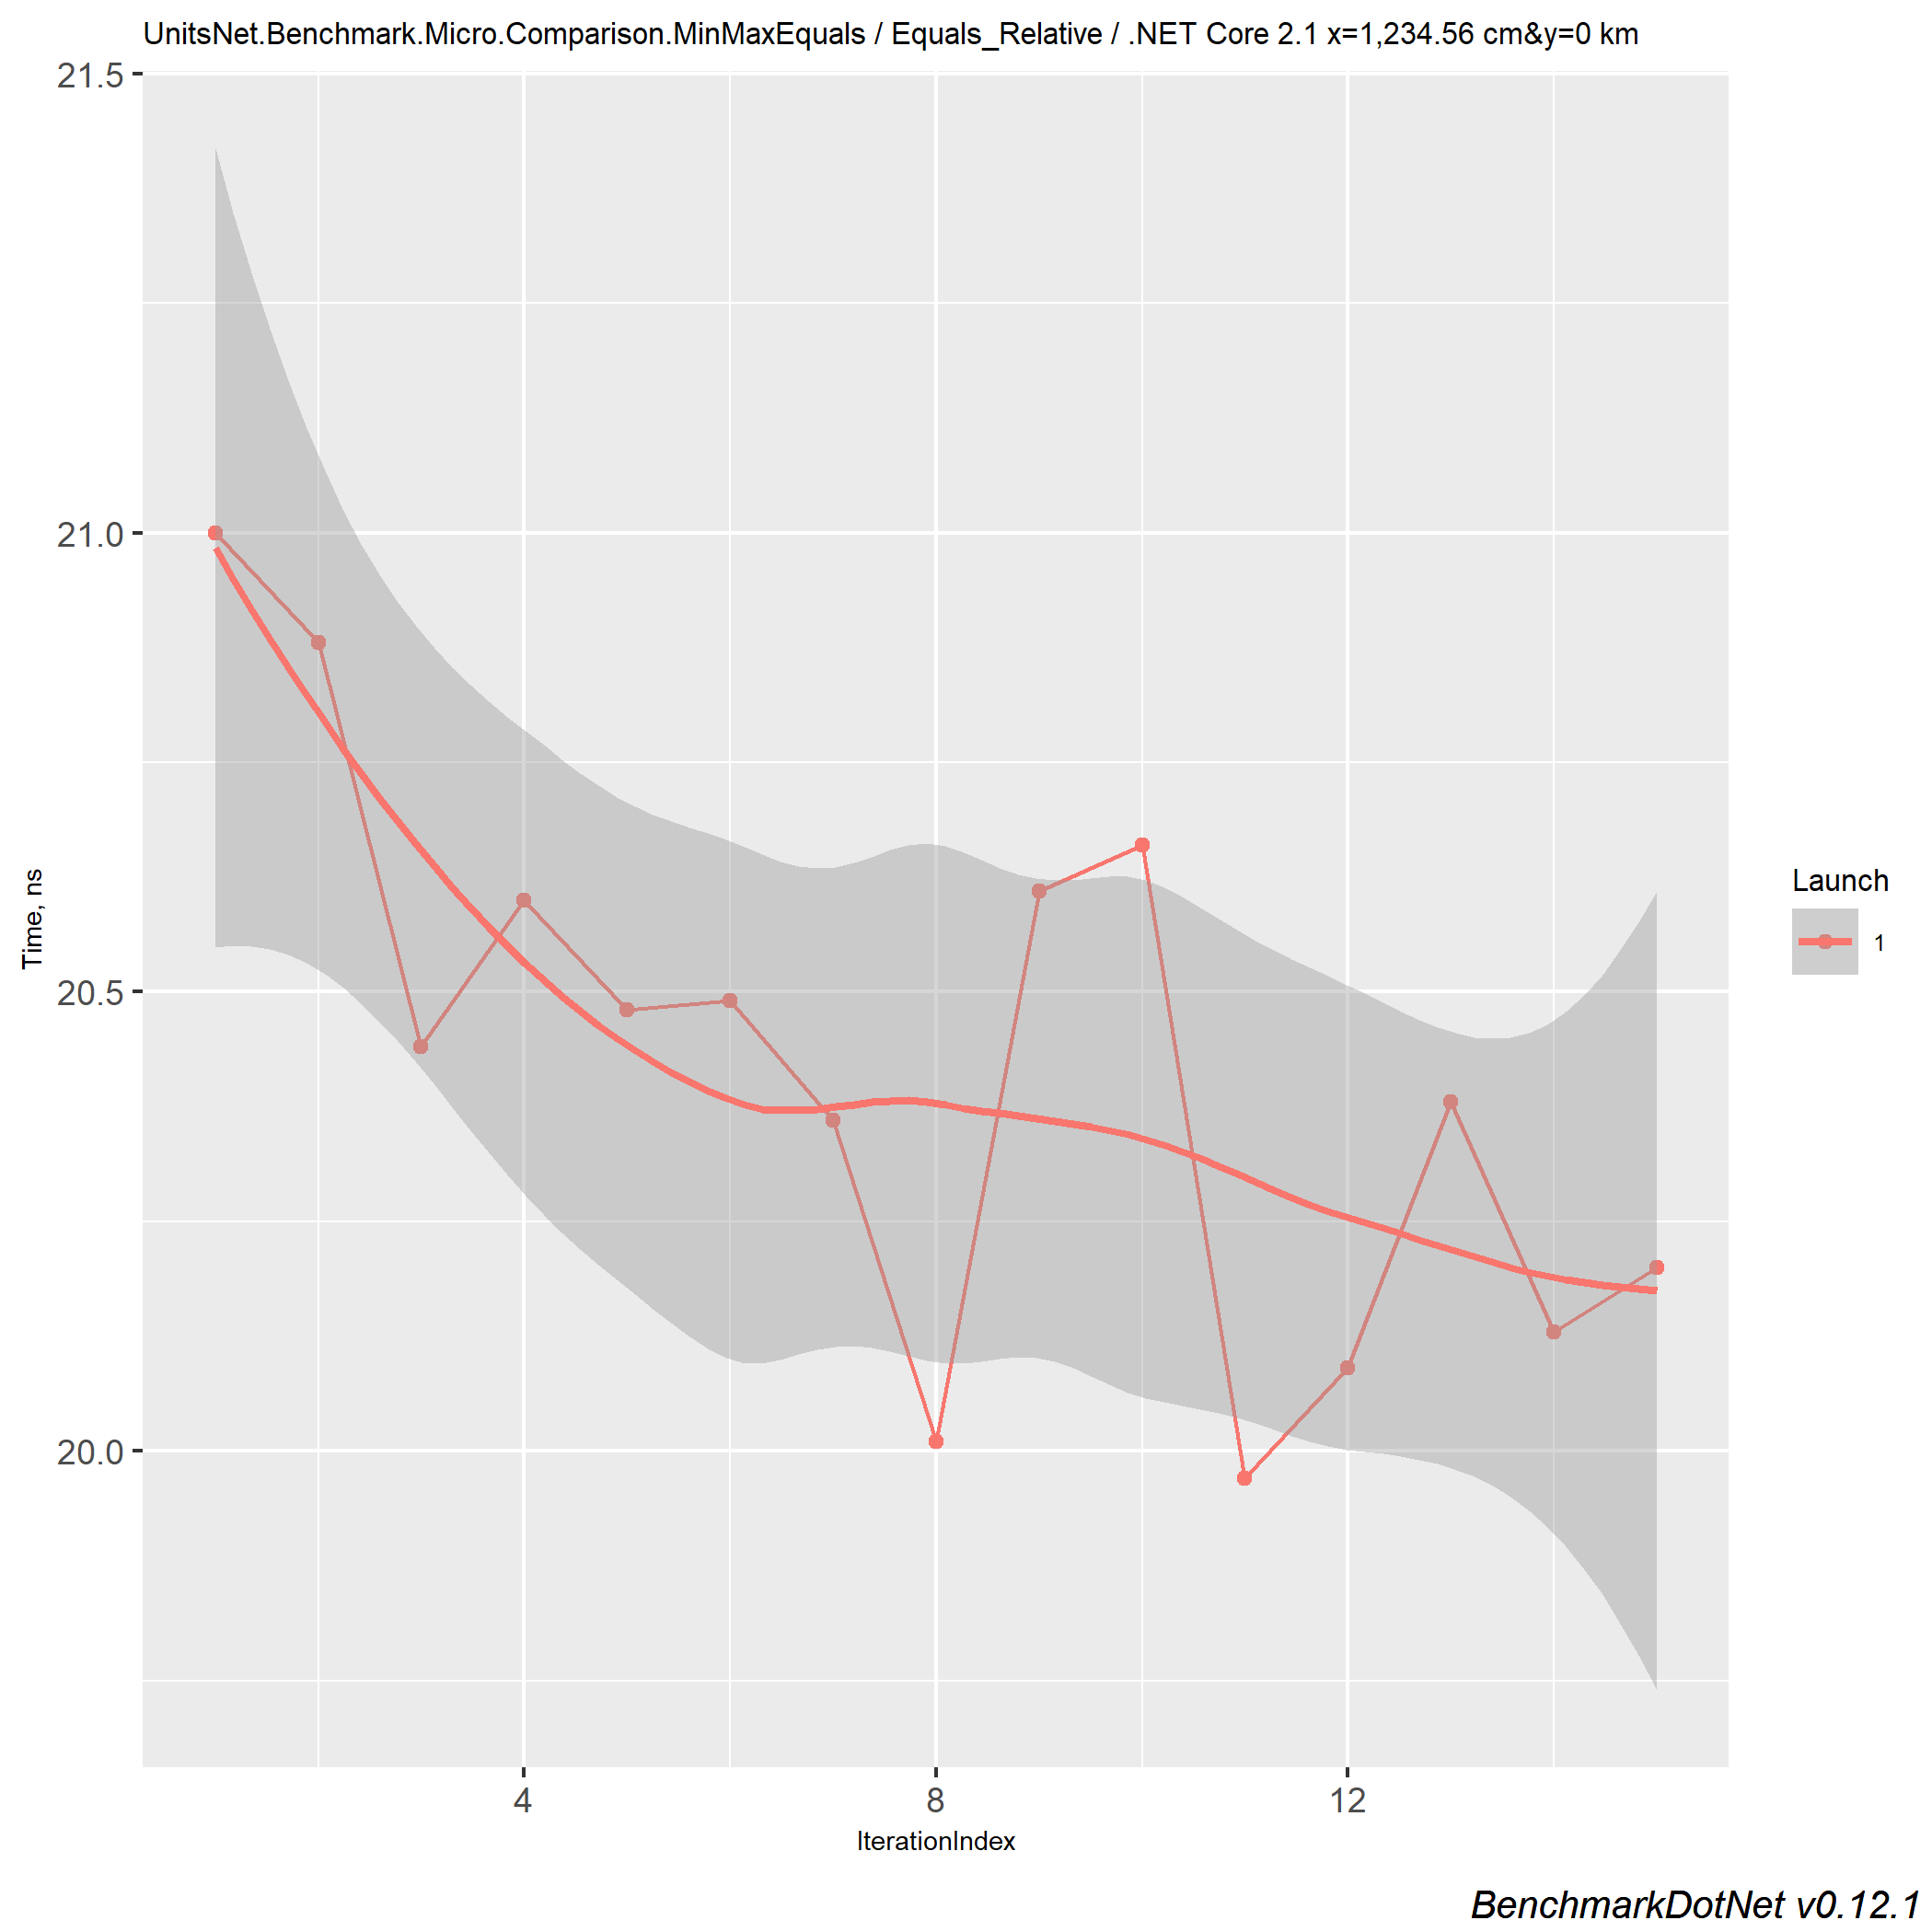 UnitsNet.Benchmark.Micro.Comparison.MinMaxEquals / Equals_Relative / .NET Core 2.1 x=1,234.56 cm&y=0 km
21.5
21.0
20.5
20.0
Time, ns
4
8
12
IterationIndex
Launch
1
BenchmarkDotNet v0.12.1